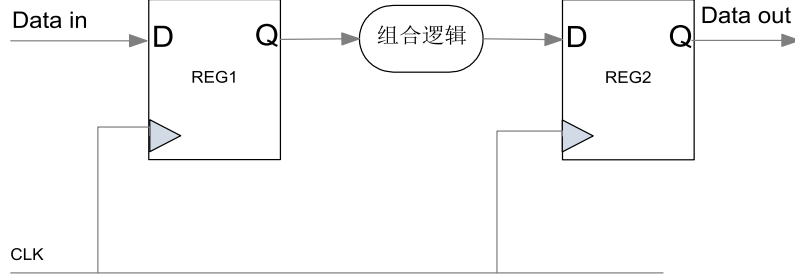 Data in
D
Q
REG1
组合逻辑
D
Q
REG2
Data out
CLK